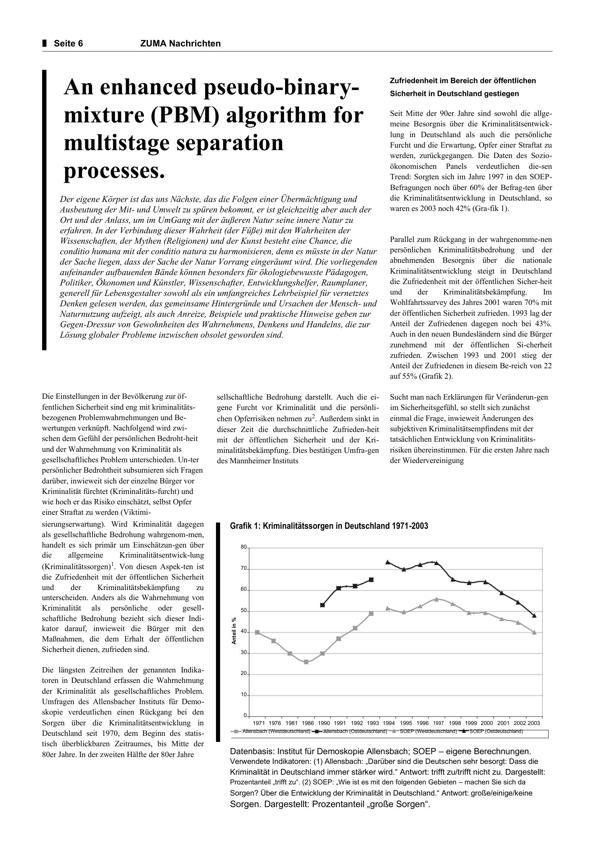 Seite 6
ZUMA Nachrichten
An enhanced pseudo-binary-
mixture (PBM) algorithm for
multistage separation
processes.
Der eigene Körper ist das uns Nächste, das die Folgen einer Übermächtigung und
Ausbeutung der Mit- und Umwelt zu spüren bekommt, er ist gleichzeitig aber auch der
Ort und der Anlass, um im UmGang mit der äußeren Natur seine innere Natur zu
erfahren. In der Verbindung dieser Wahrheit (der Füße) mit den Wahrheiten der
Wissenschaften, der Mythen (Religionen) und der Kunst besteht eine Chance, die
conditio humana mit der conditio natura zu harmonisieren, denn es müsste in der Natur
der Sache liegen, dass der Sache der Natur Vorrang eingeräumt wird. Die vorliegenden
aufeinander aufbauenden Bände können besonders für ökologiebewusste Pädagogen,
Politiker, Ökonomen und Künstler, Wissenschafter, Entwicklungshelfer, Raumplaner,
generell für Lebensgestalter sowohl als ein umfangreiches Lehrbeispiel für vernetztes
Denken gelesen werden, das gemeinsame Hintergründe und Ursachen der Mensch- und
Naturnutzung aufzeigt, als auch Anreize, Beispiele und praktische Hinweise geben zur
Gegen-Dressur von Gewohnheiten des Wahrnehmens, Denkens und Handelns, die zur
Lösung globaler Probleme inzwischen obsolet geworden sind.
Zufriedenheit im Bereich der öffentlichen
Sicherheit in Deutschland gestiegen
Seit Mitte der 90er Jahre sind sowohl die allge-
meine Besorgnis über die Kriminalitätsentwick-
lung in Deutschland als auch die persönliche
Furcht und die Erwartung, Opfer einer Straftat zu
werden, zurückgegangen. Die Daten des Sozio-
ökonomischen Panels verdeutlichen die-sen
Trend: Sorgten sich im Jahre 1997 in den SOEP-
Befragungen noch über 60% der Befrag-ten über
die Kriminalitätsentwicklung in Deutschland, so
waren es 2003 noch 42% (Gra-fik 1).
Parallel zum Rückgang in der wahrgenomme-nen
persönlichen Kriminalitätsbedrohung und der
abnehmenden Besorgnis über die nationale
Kriminalitätsentwicklung steigt in Deutschland
die Zufriedenheit mit der öffentlichen Sicher-heit
und der Kriminalitätsbekämpfung. Im
Wohlfahrtssurvey des Jahres 2001 waren 70% mit
der öffentlichen Sicherheit zufrieden. 1993 lag der
Anteil der Zufriedenen dagegen noch bei 43%.
Auch in den neuen Bundesländern sind die Bürger
zunehmend mit der öffentlichen Si-cherheit
zufrieden. Zwischen 1993 und 2001 stieg der
Anteil der Zufriedenen in diesem Be-reich von 22
auf 55% (Grafik 2).
Die Einstellungen in der Bevölkerung zur öf-
fentlichen Sicherheit sind eng mit kriminalitäts-
bezogenen Problemwahrnehmungen und Be-
wertungen verknüpft. Nachfolgend wird zwi-
schen dem Gefühl der persönlichen Bedroht-heit
und der Wahrnehmung von Kriminalität als
gesellschaftliches Problem unterschieden. Un-ter
persönlicher Bedrohtheit subsumieren sich Fragen
darüber, inwieweit sich der einzelne Bürger vor
Kriminalität fürchtet (Kriminalitäts-furcht) und
wie hoch er das Risiko einschätzt, selbst Opfer
einer Straftat zu werden (Viktimi-
sierungserwartung). Wird Kriminalität dagegen
als gesellschaftliche Bedrohung wahrgenom-men,
handelt es sich primär um Einschätzun-gen über
die allgemeine Kriminalitätsentwick-lung
(Kriminalitätssorgen)1. Von diesen Aspek-ten ist
die Zufriedenheit mit der öffentlichen Sicherheit
und der Kriminalitätsbekämpfung zu
unterscheiden. Anders als die Wahrnehmung von
Kriminalität als persönliche oder gesell-
schaftliche Bedrohung bezieht sich dieser Indi-
kator darauf, inwieweit die Bürger mit den
Maßnahmen, die dem Erhalt der öffentlichen
Sicherheit dienen, zufrieden sind.
Die längsten Zeitreihen der genannten Indika-
toren in Deutschland erfassen die Wahrnehmung
der Kriminalität als gesellschaftliches Problem.
Umfragen des Allensbacher Instituts für Demo-
skopie verdeutlichen einen Rückgang bei den
Sorgen über die Kriminalitätsentwicklung in
Deutschland seit 1970, dem Beginn des statis-
tisch überblickbaren Zeitraumes, bis Mitte der
80er Jahre. In der zweiten Hälfte der 80er Jahre
sellschaftliche Bedrohung darstellt. Auch die ei-
gene Furcht vor Kriminalität und die persönli-
chen Opferrisiken nehmen zu2. Außerdem sinkt in
dieser Zeit die durchschnittliche Zufrieden-heit
mit der öffentlichen Sicherheit und der Kri-
minalitätsbekämpfung. Dies bestätigen Umfra-gen
des Mannheimer Instituts
Sucht man nach Erklärungen für Veränderun-gen
im Sicherheitsgefühl, so stellt sich zunächst
einmal die Frage, inwieweit Änderungen des
subjektiven Kriminalitätsempfindens mit der
tatsächlichen Entwicklung von Kriminalitäts-
risiken übereinstimmen. Für die ersten Jahre nach
der Wiedervereinigung
Grafik 1: Kriminalitätssorgen in Deutschland 1971-2003
80
70
60
50
40
30
20
10
0
Anteil in %
1971 1976 1981 1986 1990 1991 1992 1993 1994 1995 1996 1997 1998 1999 2000 2001 2002 2003
Allensbach (Westdeutschland) Allensbach (Ostdeutschland) SOEP (Westdeutschland) SOEP (Ostdeutschland)
Datenbasis: Institut für Demoskopie Allensbach; SOEP – eigene Berechnungen.
Verwendete Indikatoren: (1) Allensbach: „Darüber sind die Deutschen sehr besorgt: Dass die
Kriminalität in Deutschland immer stärker wird.“ Antwort: trifft zu/trifft nicht zu. Dargestellt:
Prozentanteil „trifft zu“. (2) SOEP: „Wie ist es mit den folgenden Gebieten – machen Sie sich da
Sorgen? Über die Entwicklung der Kriminalität in Deutschland.“ Antwort: große/einige/keine
Sorgen. Dargestellt: Prozentanteil „große Sorgen“.